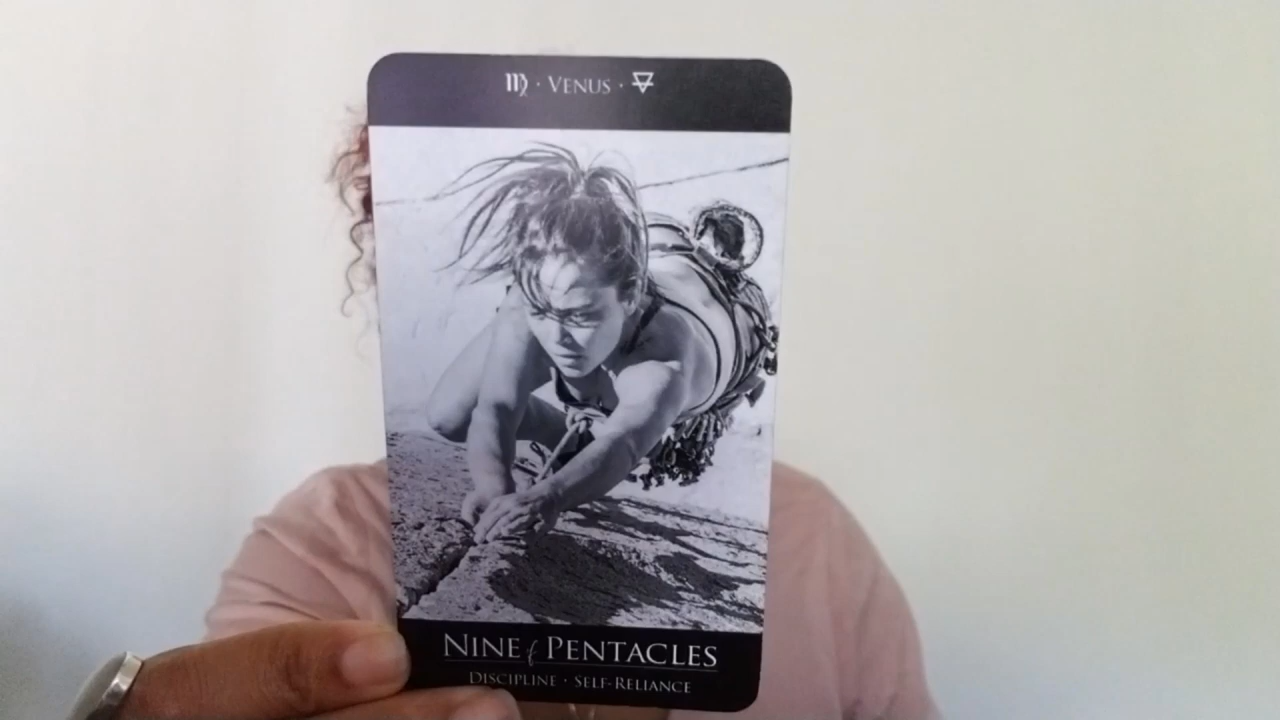 ♍ · VENUS · 🜃
NINE of PENTACLES
DISCIPLINE · SELF-RELIANCE